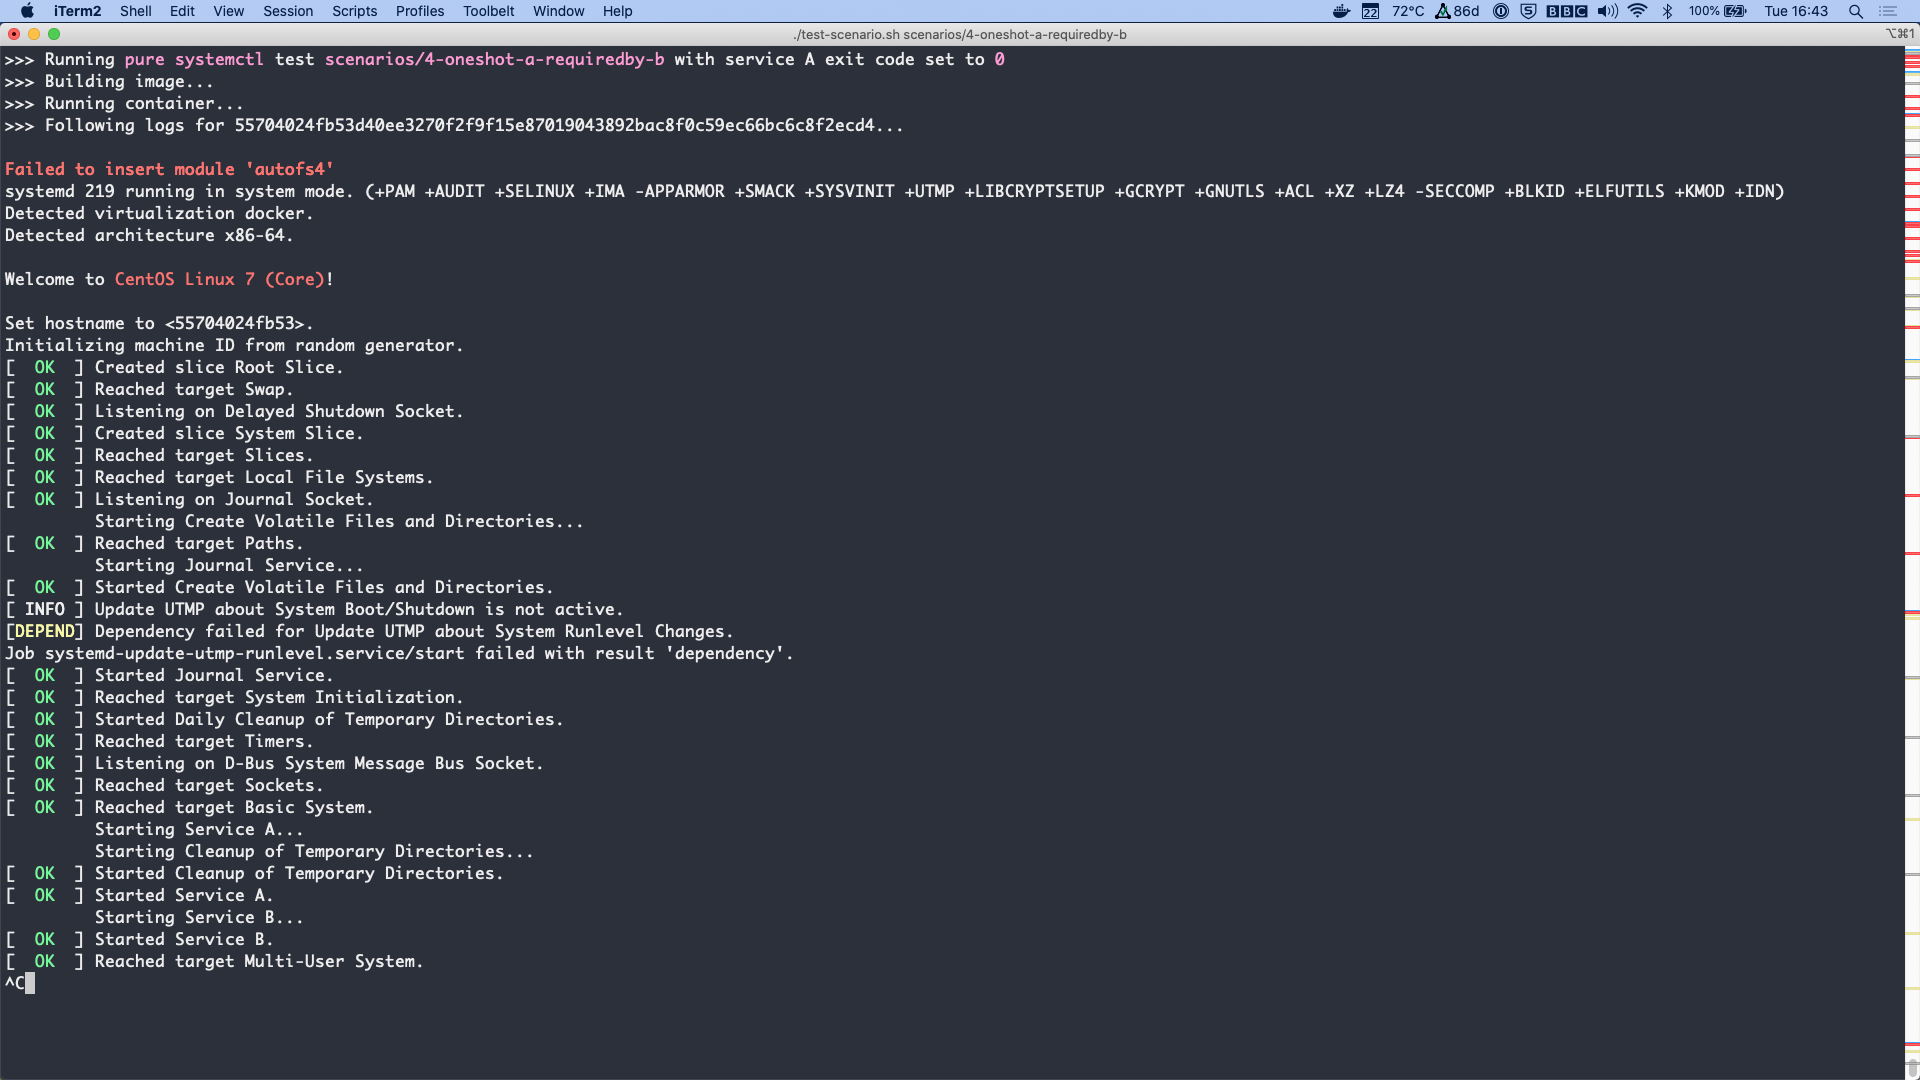 iTerm2 Shell Edit View Session Scripts Profiles Toolbelt Window Help 22 72°C 86d BBC 100% Tue 16:43
./test-scenario.sh scenarios/4-oneshot-a-requiredby-b ⌥⌘1
>>> Running pure systemctl test scenarios/4-oneshot-a-requiredby-b with service A exit code set to 0
>>> Building image...
>>> Running container...
>>> Following logs for 55704024fb53d40ee3270f2f9f15e87019043892bac8f0c59ec66bc6c8f2ecd4...
Failed to insert module 'autofs4'
systemd 219 running in system mode. (+PAM +AUDIT +SELINUX +IMA -APPARMOR +SMACK +SYSVINIT +UTMP +LIBCRYPTSETUP +GCRYPT +GNUTLS +ACL +XZ +LZ4 -SECCOMP +BLKID +ELFUTILS +KMOD +IDN)
Detected virtualization docker.
Detected architecture x86-64.
Welcome to CentOS Linux 7 (Core)!
Set hostname to <55704024fb53>.
Initializing machine ID from random generator.
[  OK  ] Created slice Root Slice.
[  OK  ] Reached target Swap.
[  OK  ] Listening on Delayed Shutdown Socket.
[  OK  ] Created slice System Slice.
[  OK  ] Reached target Slices.
[  OK  ] Reached target Local File Systems.
[  OK  ] Listening on Journal Socket.
Starting Create Volatile Files and Directories...
[  OK  ] Reached target Paths.
Starting Journal Service...
[  OK  ] Started Create Volatile Files and Directories.
[ INFO ] Update UTMP about System Boot/Shutdown is not active.
[DEPEND] Dependency failed for Update UTMP about System Runlevel Changes.
Job systemd-update-utmp-runlevel.service/start failed with result 'dependency'.
[  OK  ] Started Journal Service.
[  OK  ] Reached target System Initialization.
[  OK  ] Started Daily Cleanup of Temporary Directories.
[  OK  ] Reached target Timers.
[  OK  ] Listening on D-Bus System Message Bus Socket.
[  OK  ] Reached target Sockets.
[  OK  ] Reached target Basic System.
Starting Service A...
Starting Cleanup of Temporary Directories...
[  OK  ] Started Cleanup of Temporary Directories.
[  OK  ] Started Service A.
Starting Service B...
[  OK  ] Started Service B.
[  OK  ] Reached target Multi-User System.
^C